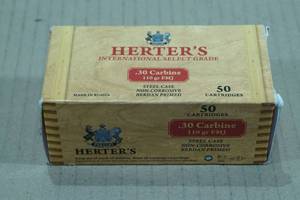 HERTER'S
INTERNATIONAL SELECT GRADE
.30 Carbine
110 gr FMJ
STEEL CASE
NON-CORROSIVE
BERDAN PRIMED
MADE IN RUSSIA
50
CARTRIDGES
50
CARTRIDGES
.30 Carbine
110 gr FMJ
STEEL CASE
NON-CORROSIVE
BERDAN PRIMED
HERTER'S